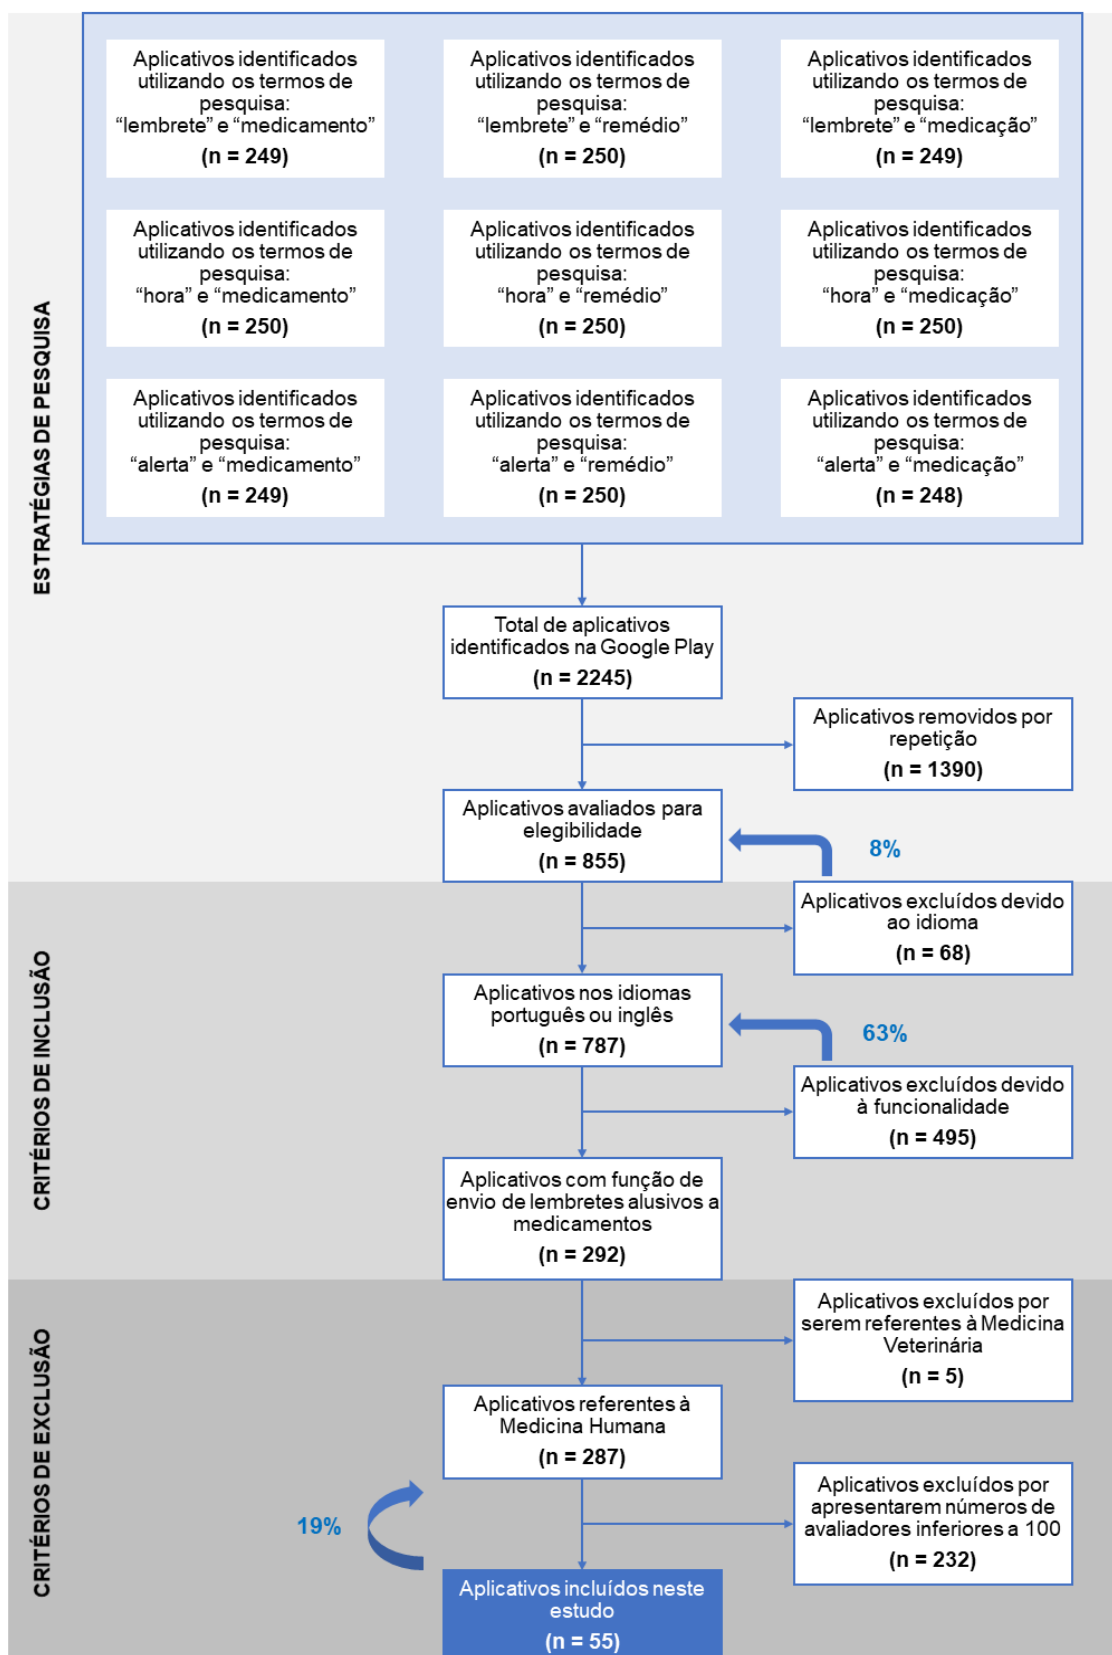 ESTRATÉGIAS DE PESQUISA
Aplicativos identificados
utilizando os termos de
pesquisa:
“lembrete” e “medicamento”
(n = 249)
Aplicativos identificados
utilizando os termos de
pesquisa:
“lembrete” e “remédio”
(n = 250)
Aplicativos identificados
utilizando os termos de
pesquisa:
“lembrete” e “medicação”
(n = 249)
Aplicativos identificados
utilizando os termos de
pesquisa:
“hora” e “medicamento”
(n = 250)
Aplicativos identificados
utilizando os termos de
pesquisa:
“hora” e “remédio”
(n = 250)
Aplicativos identificados
utilizando os termos de
pesquisa:
“hora” e “medicação”
(n = 250)
Aplicativos identificados
utilizando os termos de
pesquisa:
“alerta” e “medicamento”
(n = 249)
Aplicativos identificados
utilizando os termos de
pesquisa:
“alerta” e “remédio”
(n = 250)
Aplicativos identificados
utilizando os termos de
pesquisa:
“alerta” e “medicação”
(n = 248)
Total de aplicativos
identificados na Google Play
(n = 2245)
Aplicativos removidos por
repetição
(n = 1390)
Aplicativos avaliados para
elegibilidade
(n = 855)
8%
CRITÉRIOS DE INCLUSÃO
Aplicativos excluídos devido
ao idioma
(n = 68)
Aplicativos nos idiomas
português ou inglês
(n = 787)
63%
Aplicativos excluídos devido
à funcionalidade
(n = 495)
Aplicativos com função de
envio de lembretes alusivos a
medicamentos
(n = 292)
CRITÉRIOS DE EXCLUSÃO
Aplicativos excluídos por
serem referentes à Medicina
Veterinária
(n = 5)
Aplicativos referentes à
Medicina Humana
(n = 287)
19%
Aplicativos excluídos por
apresentarem números de
avaliadores inferiores a 100
(n = 232)
Aplicativos incluídos neste
estudo
(n = 55)